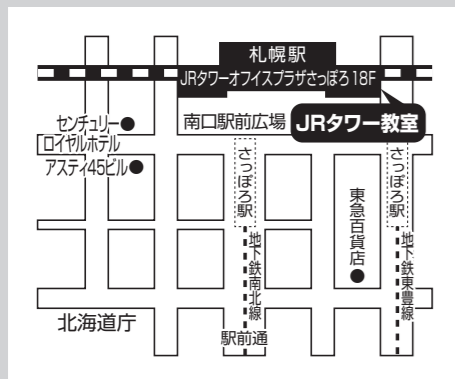 札幌駅
JRタワーオフィスプラザさっぽろ18F
センチュリー
ロイヤルホテル
アスティ45ビル
南口駅前広場
JRタワー教室
さっぽろ駅
さっぽろ駅
東急百貨店
地下鉄南北線
地下鉄東豊線
北海道庁
駅前通